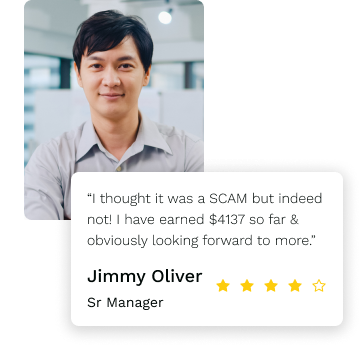 “I thought it was a SCAM but indeed
not! I have earned $4137 so far &
obviously looking forward to more.”
Jimmy Oliver
Sr Manager